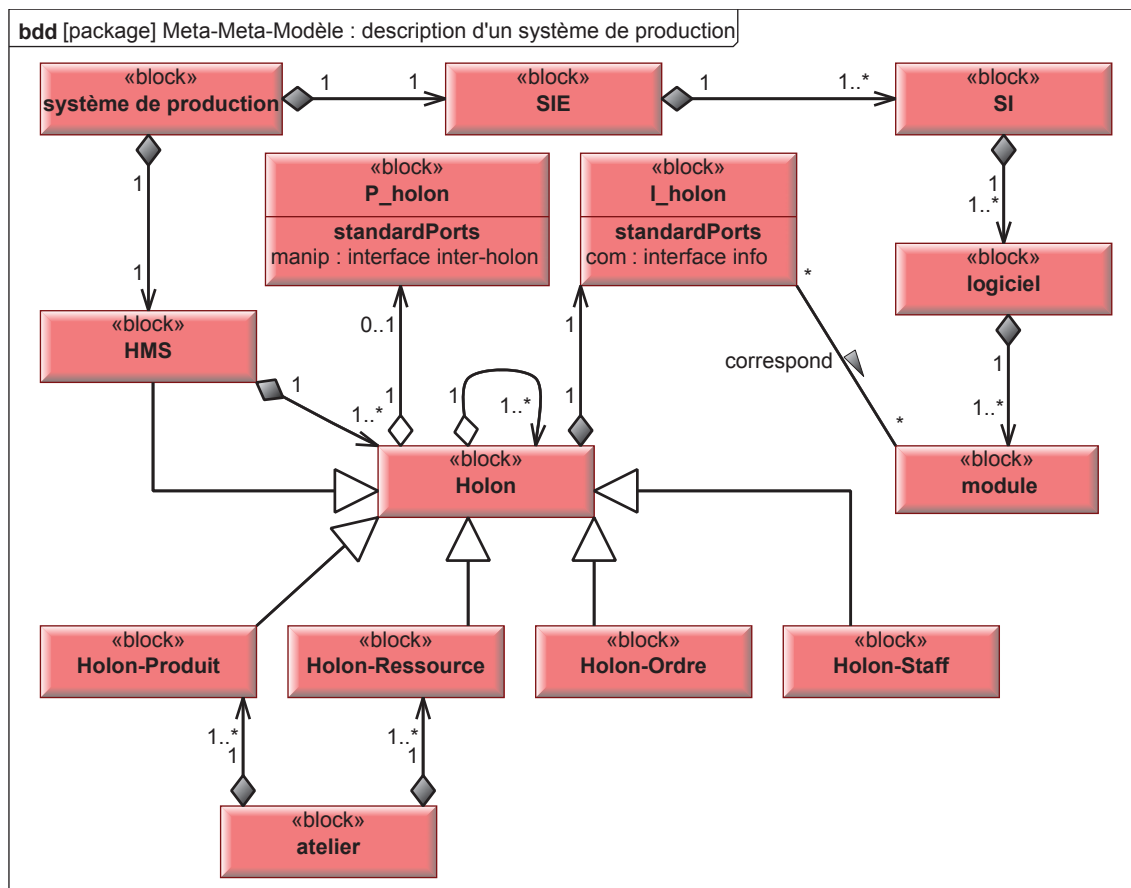 bdd [package] Meta-Meta-Modèle : description d'un système de production
«block»
système de production
1
1
«block»
SIE
1
1..*
«block»
SI
1
1
1..*
«block»
P_holon
standardPorts
manip : interface inter-holon
«block»
I_holon
standardPorts
com : interface info
*
«block»
logiciel
1
«block»
HMS
1
0..1
1
correspond
1
1..*
1
1
1..*
1
1..*
*
«block»
Holon
«block»
module
«block»
Holon-Produit
«block»
Holon-Ressource
«block»
Holon-Ordre
«block»
Holon-Staff
1..*
1
1..*
1
«block»
atelier